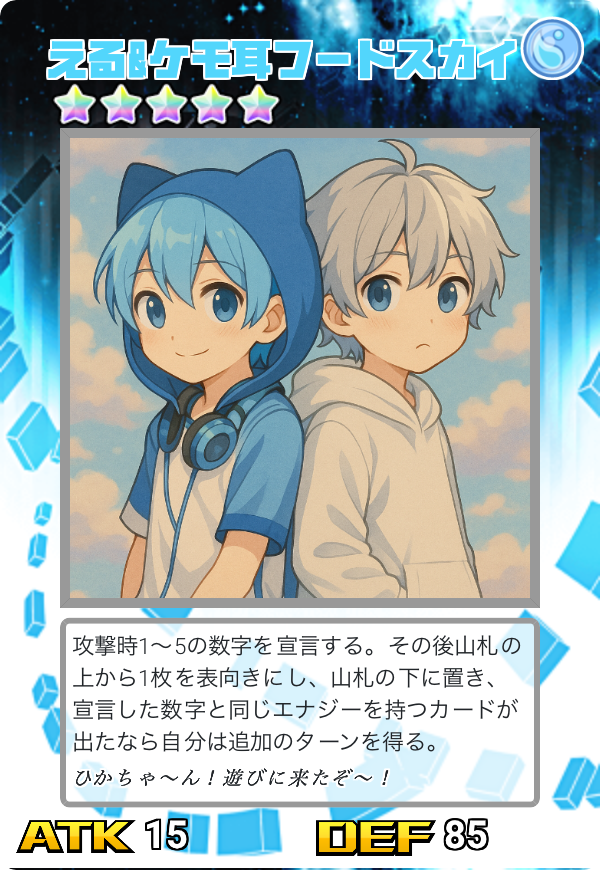 える&ケモ耳フードスカイ
攻撃時1〜5の数字を宣言する。その後山札の
上から1枚を表向きにし、山札の下に置き、
宣言した数字と同じエナジーを持つカードが
出たなら自分は追加のターンを得る。
ひかちゃ〜ん！遊びに来たぞ〜！
ATK 15 DEF 85